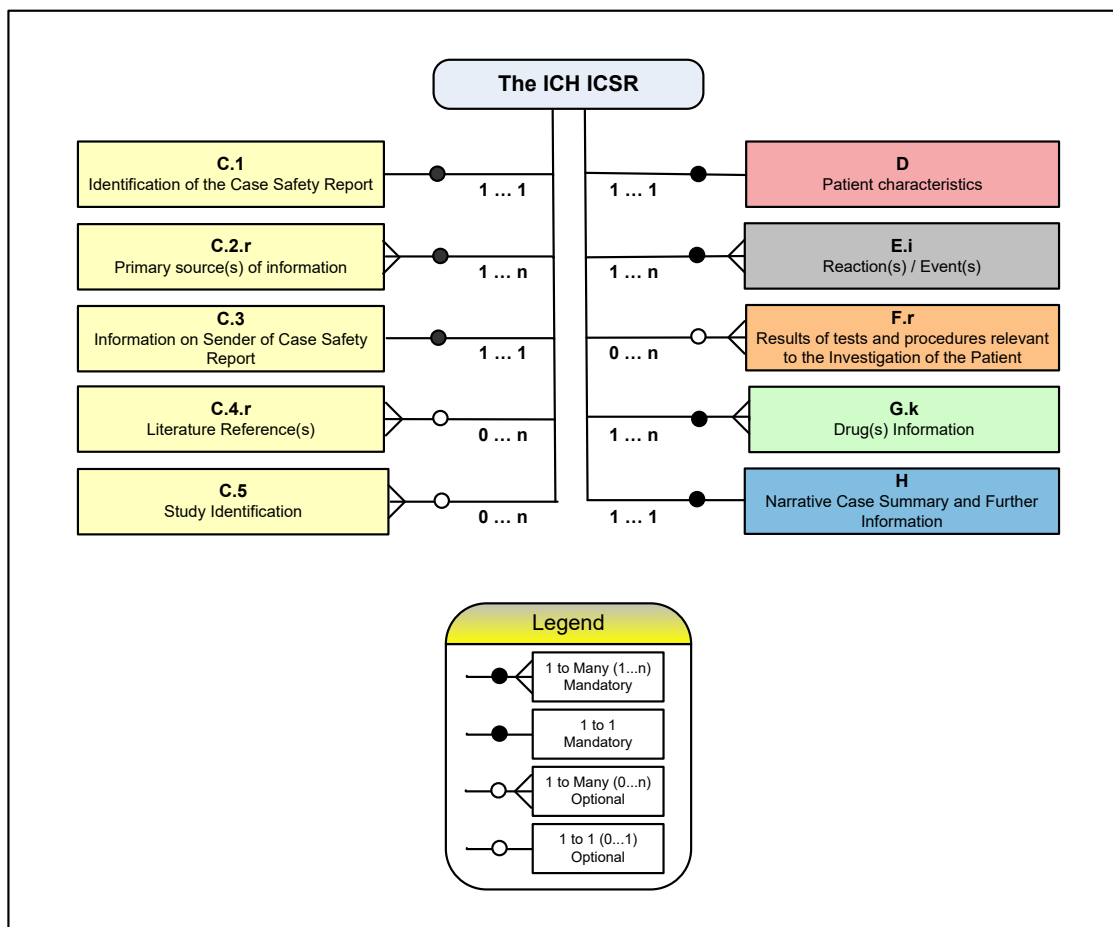 The ICH ICSR
C.1
Identification of the Case Safety Report
1 ... 1
C.2.r
Primary source(s) of information
1 ... n
C.3
Information on Sender of Case Safety
Report
1 ... 1
C.4.r
Literature Reference(s)
0 ... n
C.5
Study Identification
0 ... n
D
Patient characteristics
1 ... 1
E.i
Reaction(s) / Event(s)
1 ... n
F.r
Results of tests and procedures relevant
to the Investigation of the Patient
0 ... n
G.k
Drug(s) Information
1 ... n
H
Narrative Case Summary and Further
Information
1 ... 1
Legend
1 to Many (1...n)
Mandatory
1 to 1
Mandatory
1 to Many (0...n)
Optional
1 to 1 (0...1)
Optional